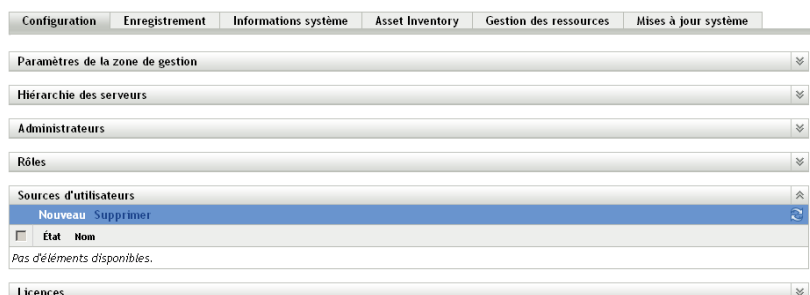 Configuration Enregistrement Informations système Asset Inventory Gestion des ressources Mises à jour système
Paramètres de la zone de gestion
Hiérarchie des serveurs
Administrateurs
Rôles
Sources d'utilisateurs
Nouveau Supprimer
État Nom
Pas d'éléments disponibles.
Licences